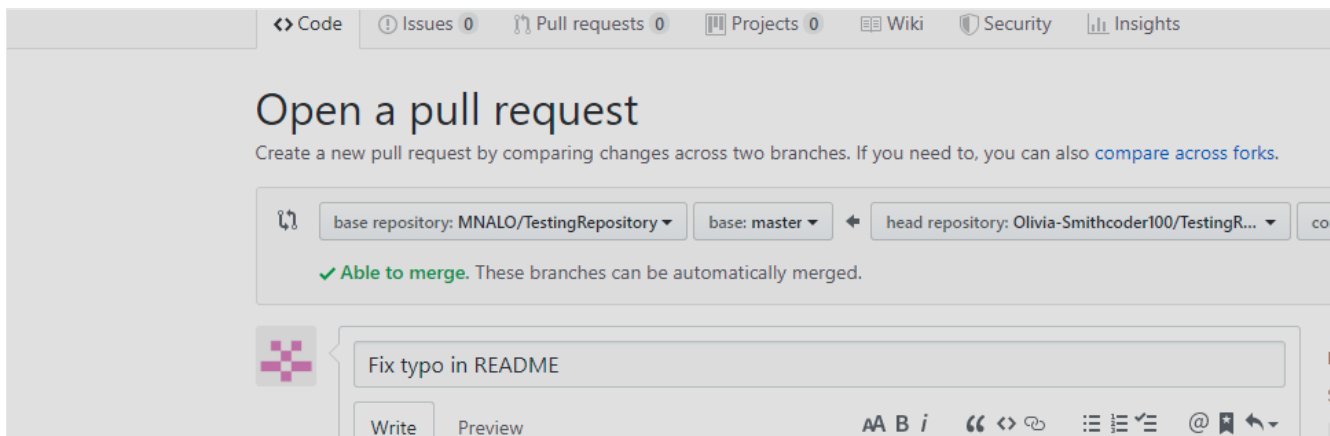 Code Issues 0 Pull requests 0 Projects 0 Wiki Security Insights
Open a pull request
Create a new pull request by comparing changes across two branches. If you need to, you can also compare across forks.
base repository: MNALO/TestingRepository base: master head repository: Olivia-Smithcoder100/TestingR... co
Able to merge. These branches can be automatically merged.
Fix typo in README
Write Preview AA B i @